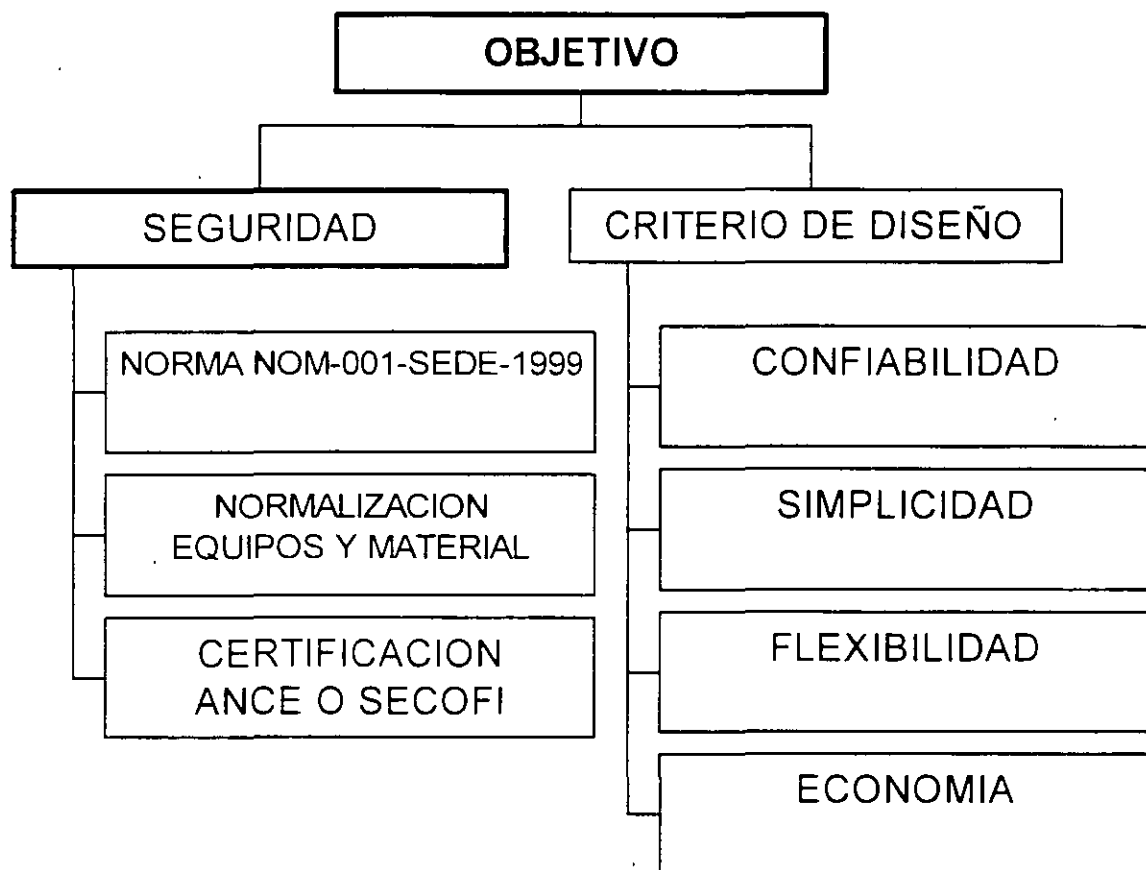 OBJETIVO
SEGURIDAD
NORMA NOM-001-SEDE-1999
NORMALIZACION
EQUIPOS Y MATERIAL
CERTIFICACION
ANCE O SECOFI
CRITERIO DE DISEÑO
CONFIABILIDAD
SIMPLICIDAD
FLEXIBILIDAD
ECONOMIA